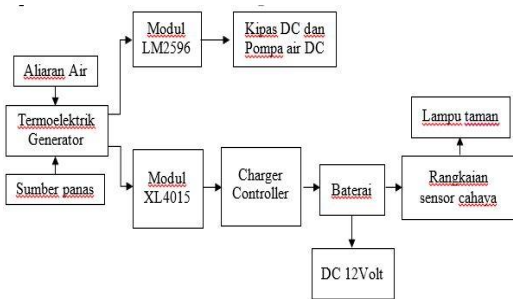 Modul
LM2596
Kipas DC dan
Pompa air DC
Aliaran Air
Termoelektrik
Generator
Sumber panas
Modul
XL4015
Charger
Controller
Baterai
Rangkaian
sensor cahaya
Lampu taman
DC 12Volt